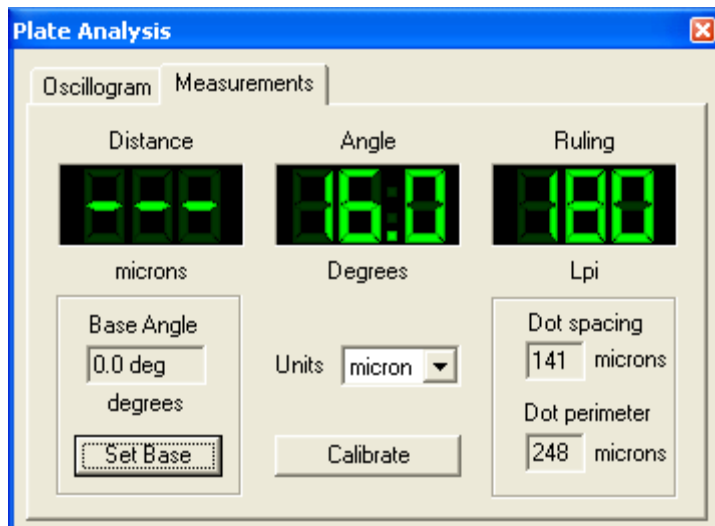 Plate Analysis
Oscillogram Measurements
Distance Angle Ruling
--- 16.0 180
microns Degrees Lpi
Base Angle
0.0 deg
degrees
Set Base
Units micron
Calibrate
Dot spacing
141 microns
Dot perimeter
248 microns